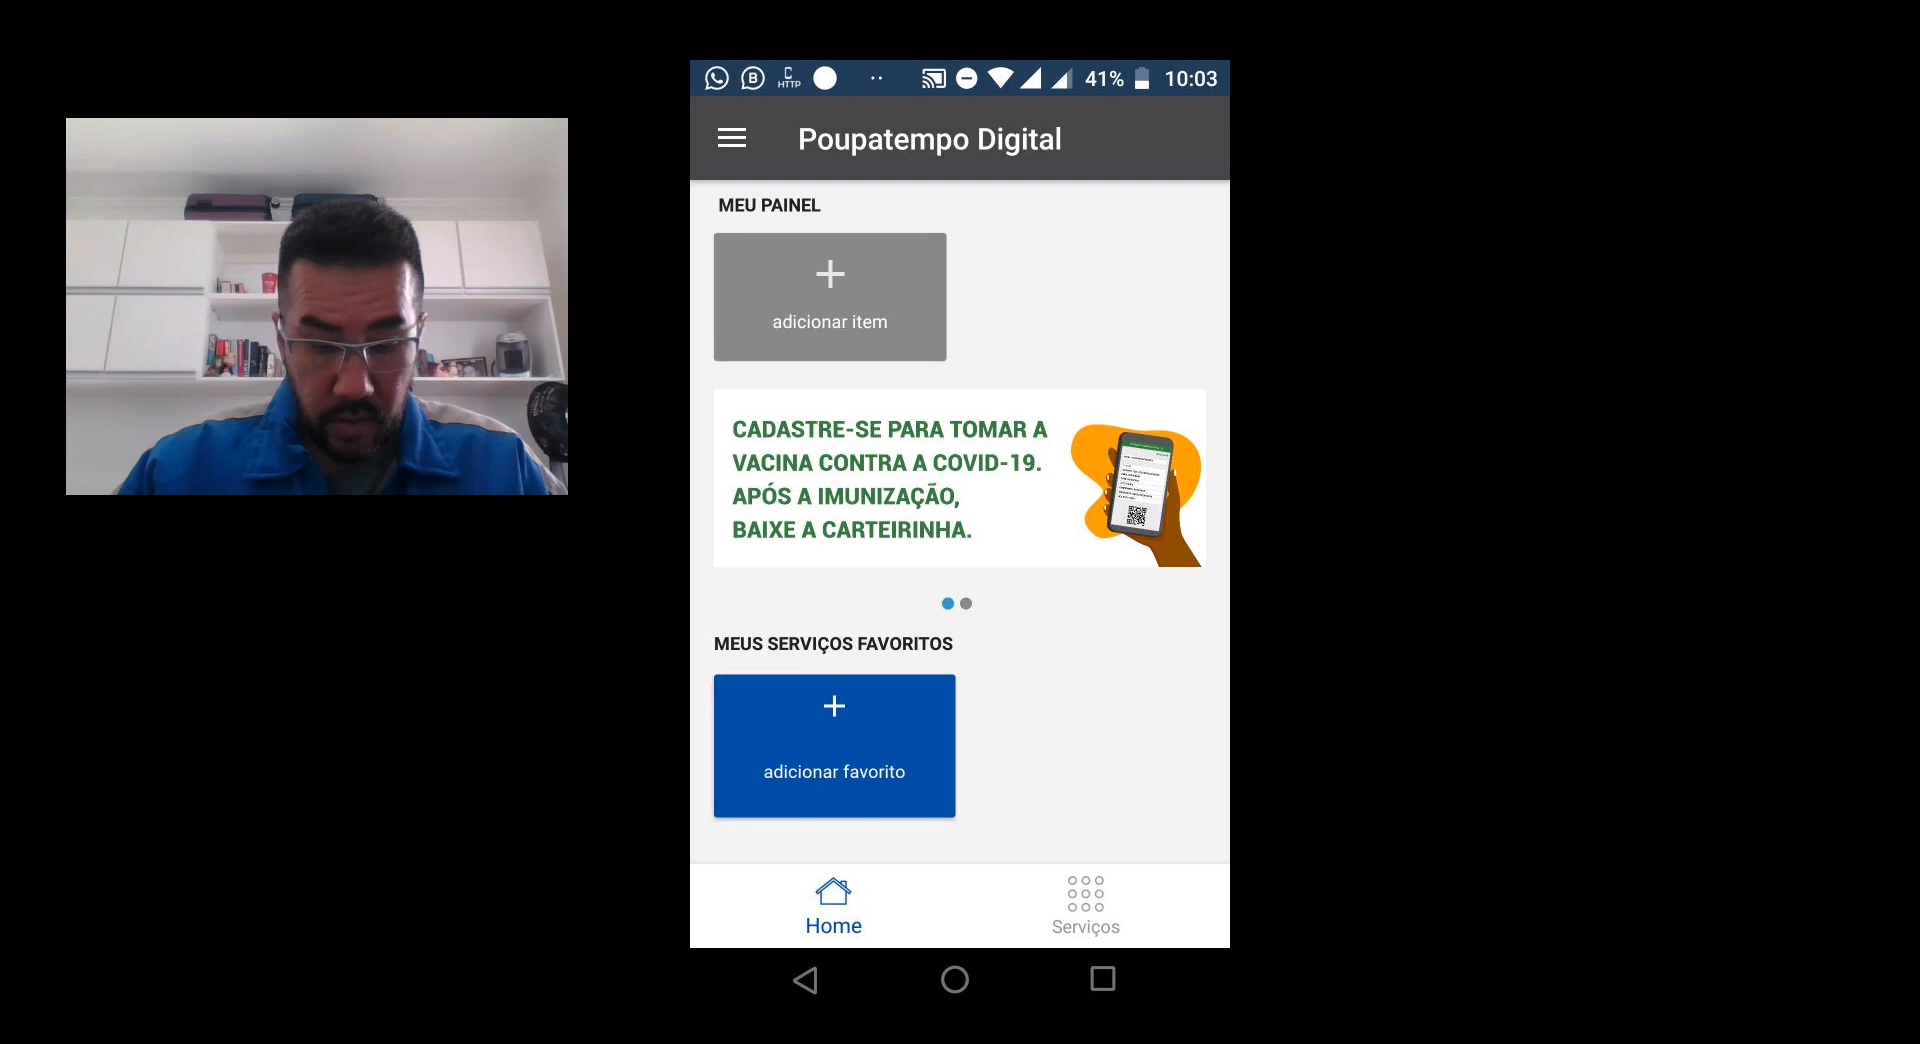 B
C
HTTP
41%
10:03
Poupatempo Digital
MEU PAINEL
+
adicionar item
CADASTRE-SE PARA TOMAR A
VACINA CONTRA A COVID-19.
APÓS A IMUNIZAÇÃO,
BAIXE A CARTEIRINHA.
MEUS SERVIÇOS FAVORITOS
+
adicionar favorito
Home
Serviços